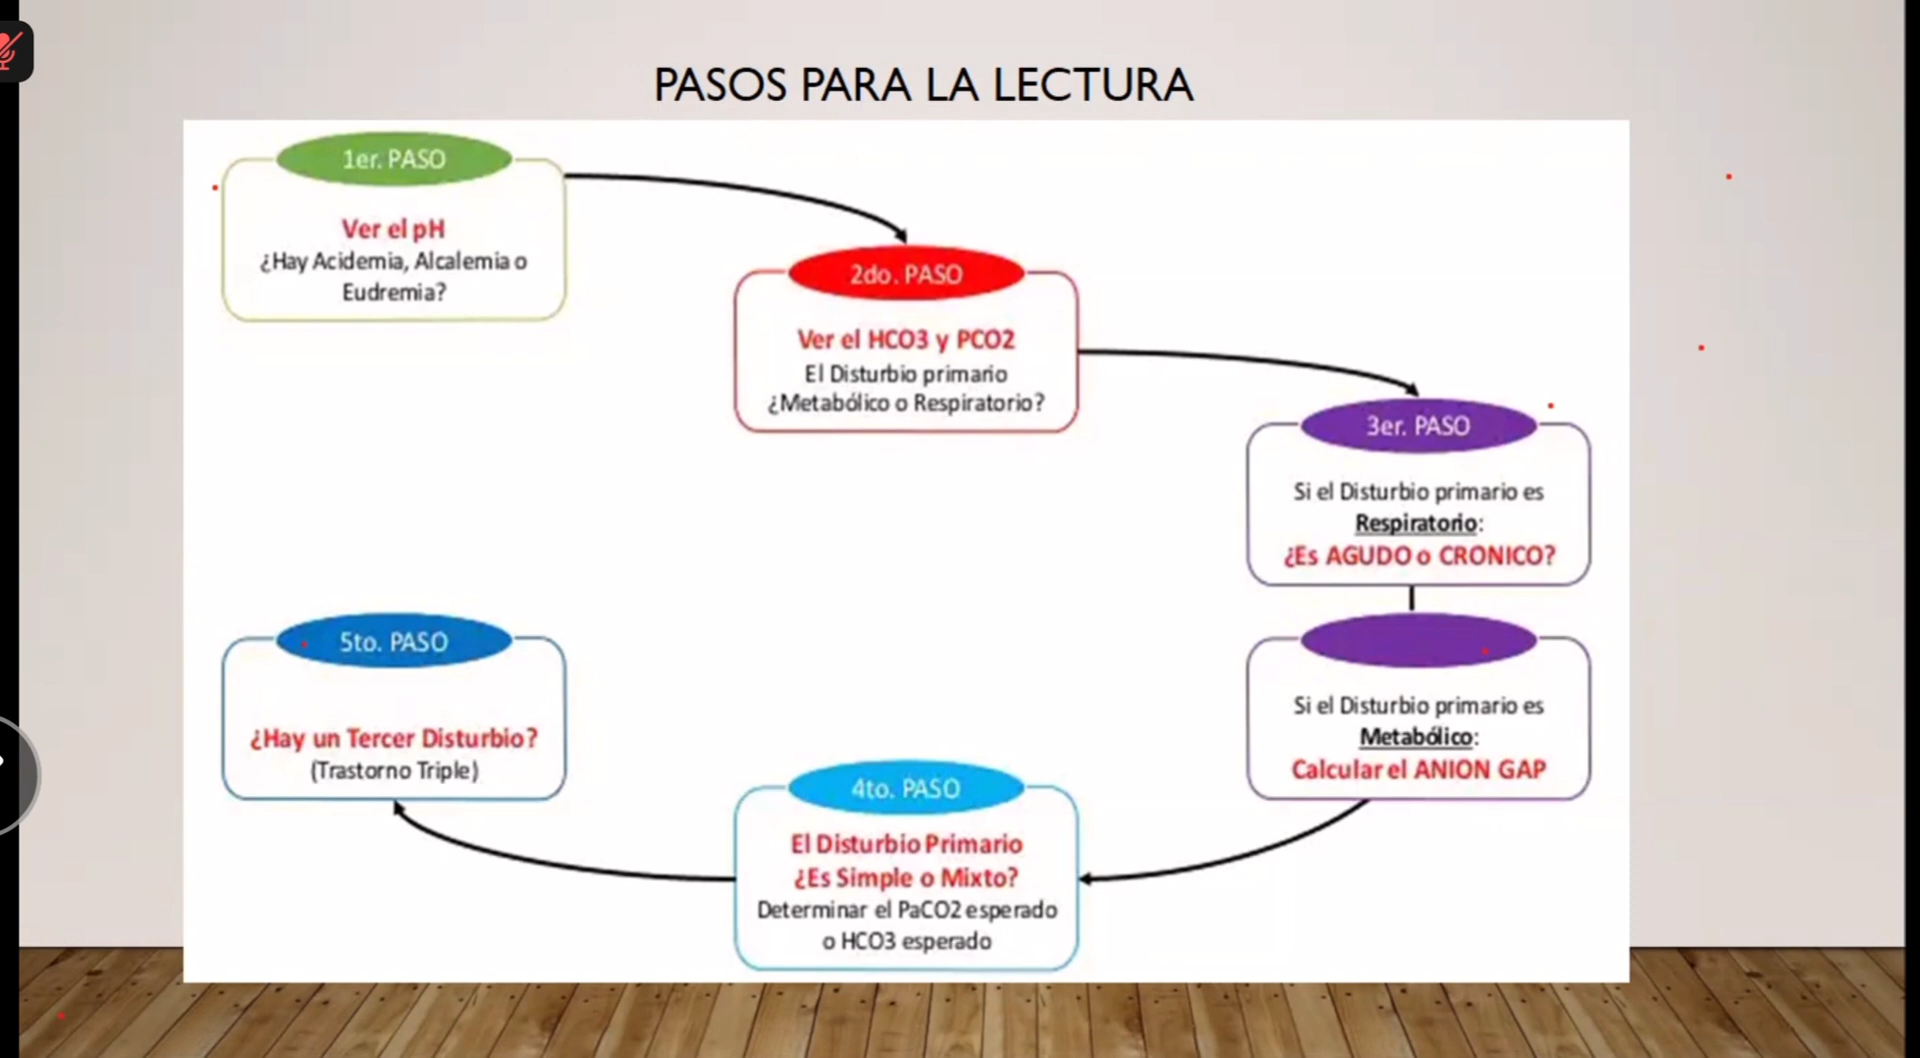 PASOS PARA LA LECTURA
1er. PASO
Ver el pH
¿Hay Acidemia, Alcalemia o
Eudremia?
2do. PASO
Ver el HCO3 y PCO2
El Disturbio primario
¿Metabólico o Respiratorio?
3er. PASO
Si el Disturbio primario es
Respiratorio:
¿Es AGUDO o CRONICO?
Si el Disturbio primario es
Metabólico:
Calcular el ANION GAP
4to. PASO
El Disturbio Primario
¿Es Simple o Mixto?
Determinar el PaCO2 esperado
o HCO3 esperado
5to. PASO
¿Hay un Tercer Disturbio?
(Trastorno Triple)